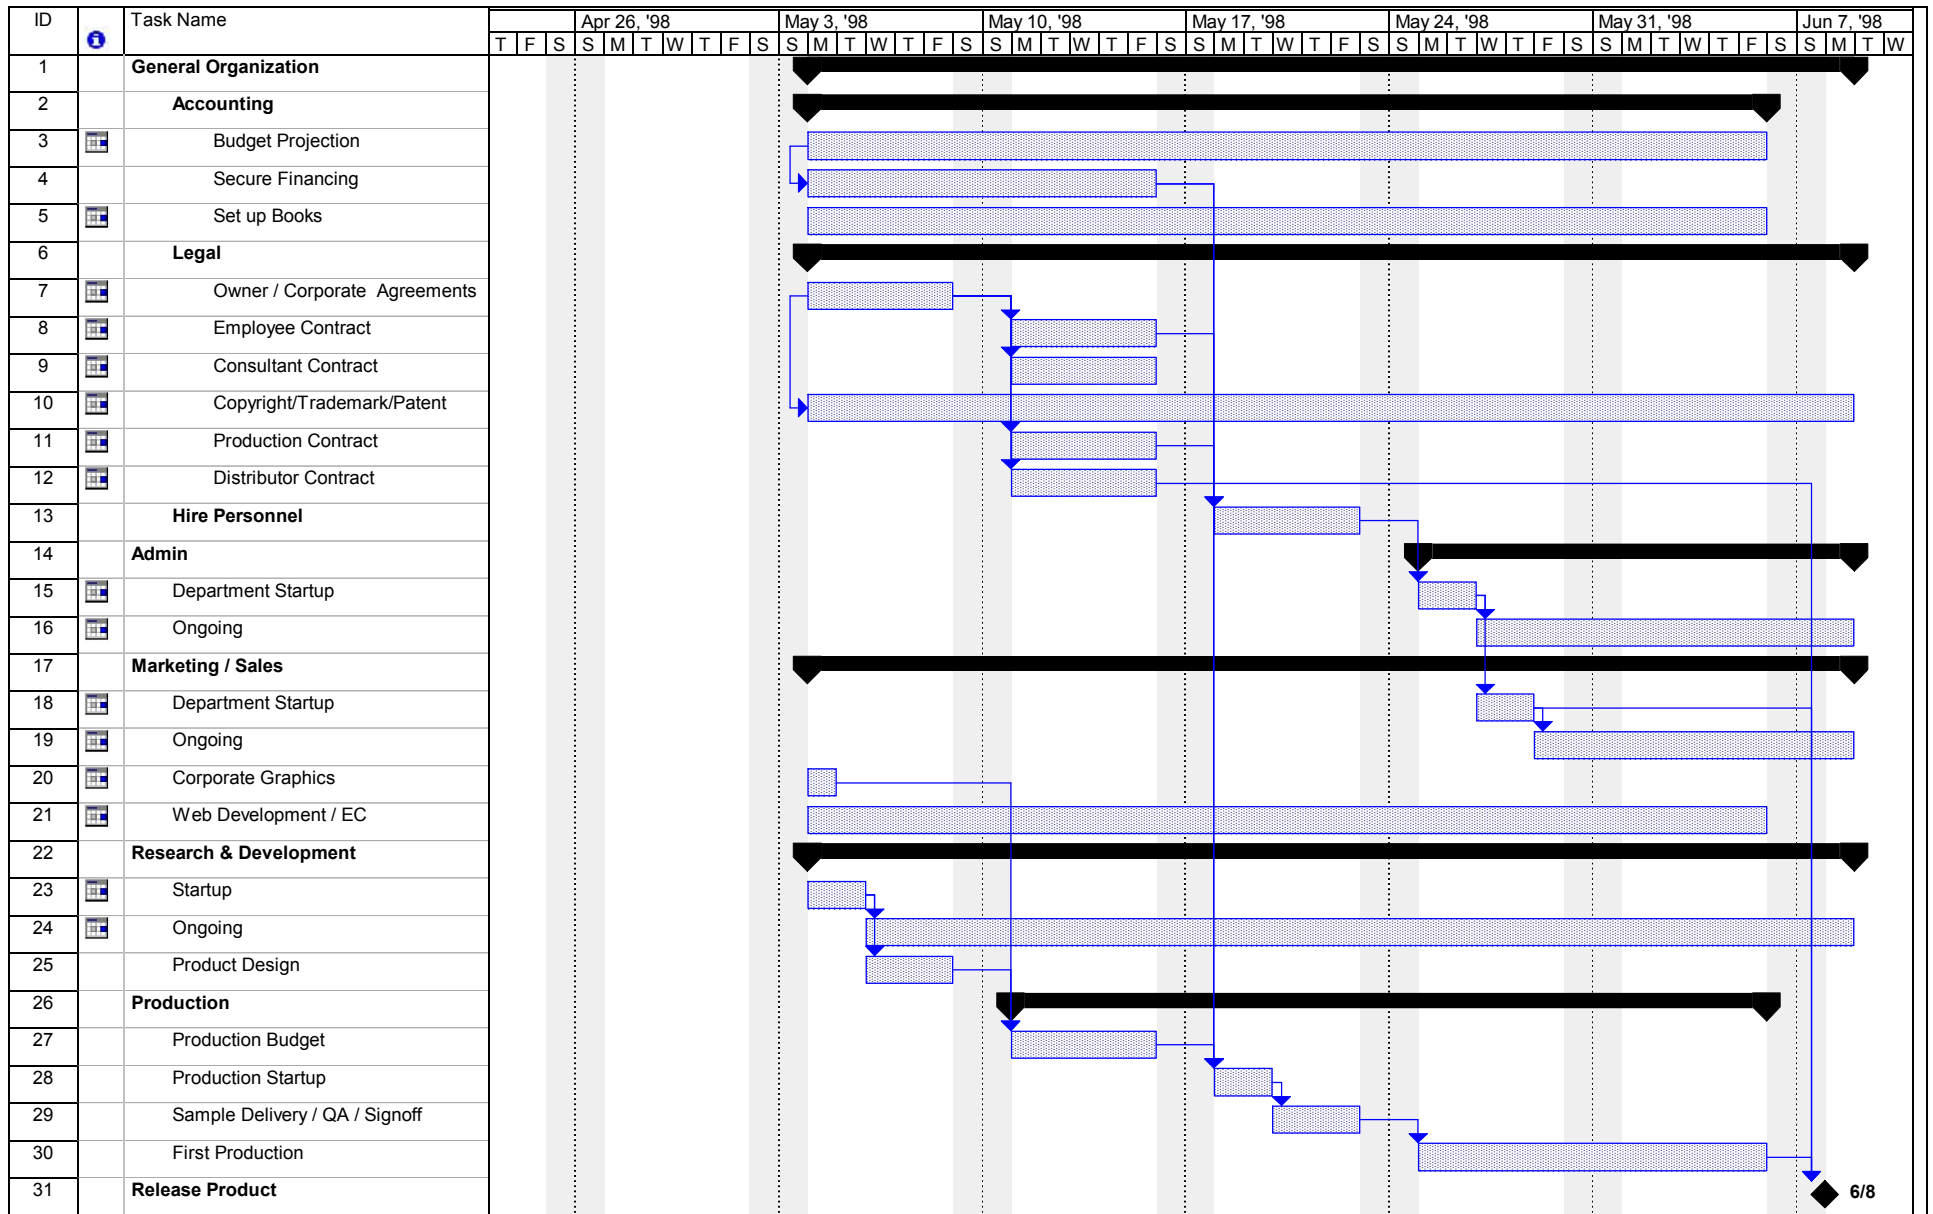 ID Task Name Apr 26, '98 May 3, '98 May 10, '98 May 17, '98 May 24, '98 May 31, '98 Jun 7, '98
T F S S M T W T F S S M T W T F S S M T W T F S S M T W T F S S M T W T F S S M T W T F S S M T W
1 General Organization
2 Accounting
3 Budget Projection
4 Secure Financing
5 Set up Books
6 Legal
7 Owner / Corporate Agreements
8 Employee Contract
9 Consultant Contract
10 Copyright/Trademark/Patent
11 Production Contract
12 Distributor Contract
13 Hire Personnel
14 Admin
15 Department Startup
16 Ongoing
17 Marketing / Sales
18 Department Startup
19 Ongoing
20 Corporate Graphics
21 Web Development / EC
22 Research & Development
23 Startup
24 Ongoing
25 Product Design
26 Production
27 Production Budget
28 Production Startup
29 Sample Delivery / QA / Signoff
30 First Production
31 Release Product 6/8